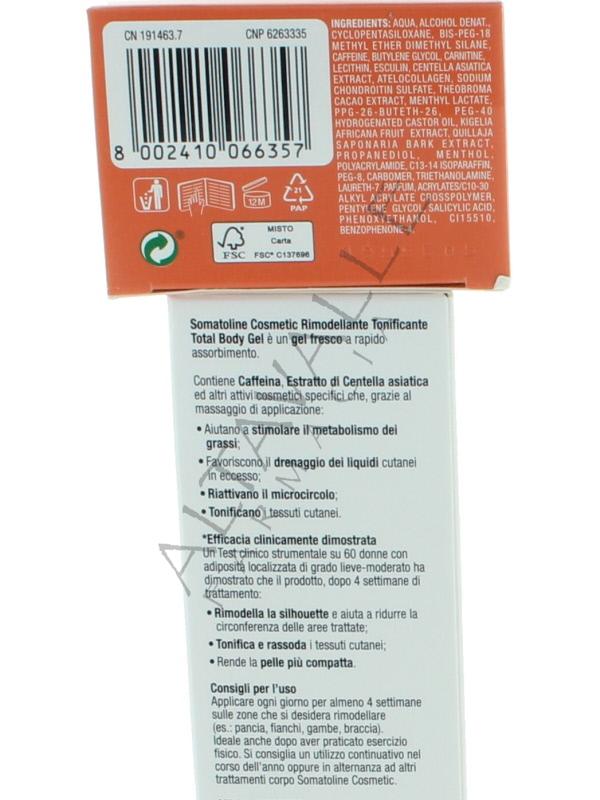 CN 191463.7
CNP 6263335
8 002410 066357
12 M
21
PAP
FSC
MISTO
Carta
FSC® C137696
INGREDIENTS: AQUA, ALCOHOL DENAT.,
CYCLOPENTASILOXANE, BIS-PEG-18
METHYL ETHER DIMETHYL SILANE,
CAFFEINE, BUTYLENE GLYCOL, CARNITINE,
LECITHIN, ESCULIN, CENTELLA ASIATICA
EXTRACT, ATELOCOLLAGEN, SODIUM
CHONDROITIN SULFATE, THEOBROMA
CACAO EXTRACT, MENTHYL LACTATE,
PPG-26-BUTETH-26, PEG-40
HYDROGENATED CASTOR OIL, KIGELIA
AFRICANA FRUIT EXTRACT, QUILLAJA
SAPONARIA BARK EXTRACT,
PROPANEDIOL, MENTHOL,
POLYACRYLAMIDE, C13-14 ISOPARAFFIN,
PEG-8, CARBOMER, TRIETHANOLAMINE,
LAURETH-7, PARFUM, ACRYLATES/C10-30
ALKYL ACRYLATE CROSSPOLYMER,
PENTYLENE GLYCOL, SALICYLIC ACID,
PHENOXYETHANOL, CI15510,
BENZOPHENONE-4
Somatoline Cosmetic Rimodellante Tonificante
Total Body Gel è un gel fresco a rapido
assorbimento.
Contiene Caffeina, Estratto di Centella asiatica
ed altri attivi cosmetici specifici che, grazie al
massaggio di applicazione:
• Aiutano a stimolare il metabolismo dei
grassi;
• Favoriscono il drenaggio dei liquidi cutanei
in eccesso;
• Riattivano il microcircolo;
• Tonificano i tessuti cutanei.
*Efficacia clinicamente dimostrata
Un Test clinico strumentale su 60 donne con
adiposità localizzata di grado lieve-moderato ha
dimostrato che il prodotto, dopo 4 settimane di
trattamento:
• Rimodella la silhouette e aiuta a ridurre la
circonferenza delle aree trattate;
• Tonifica e rassoda i tessuti cutanei;
• Rende la pelle più compatta.
Consigli per l'uso
Applicare ogni giorno per almeno 4 settimane
sulle zone che si desidera rimodellare
(es.: pancia, fianchi, gambe, braccia).
Ideale anche dopo aver praticato esercizio
fisico. Si consiglia un utilizzo continuativo nel
corso dell'anno oppure in alternanza ad altri
trattamenti corpo Somatoline Cosmetic.
ALTAVALLE
FARMACIA